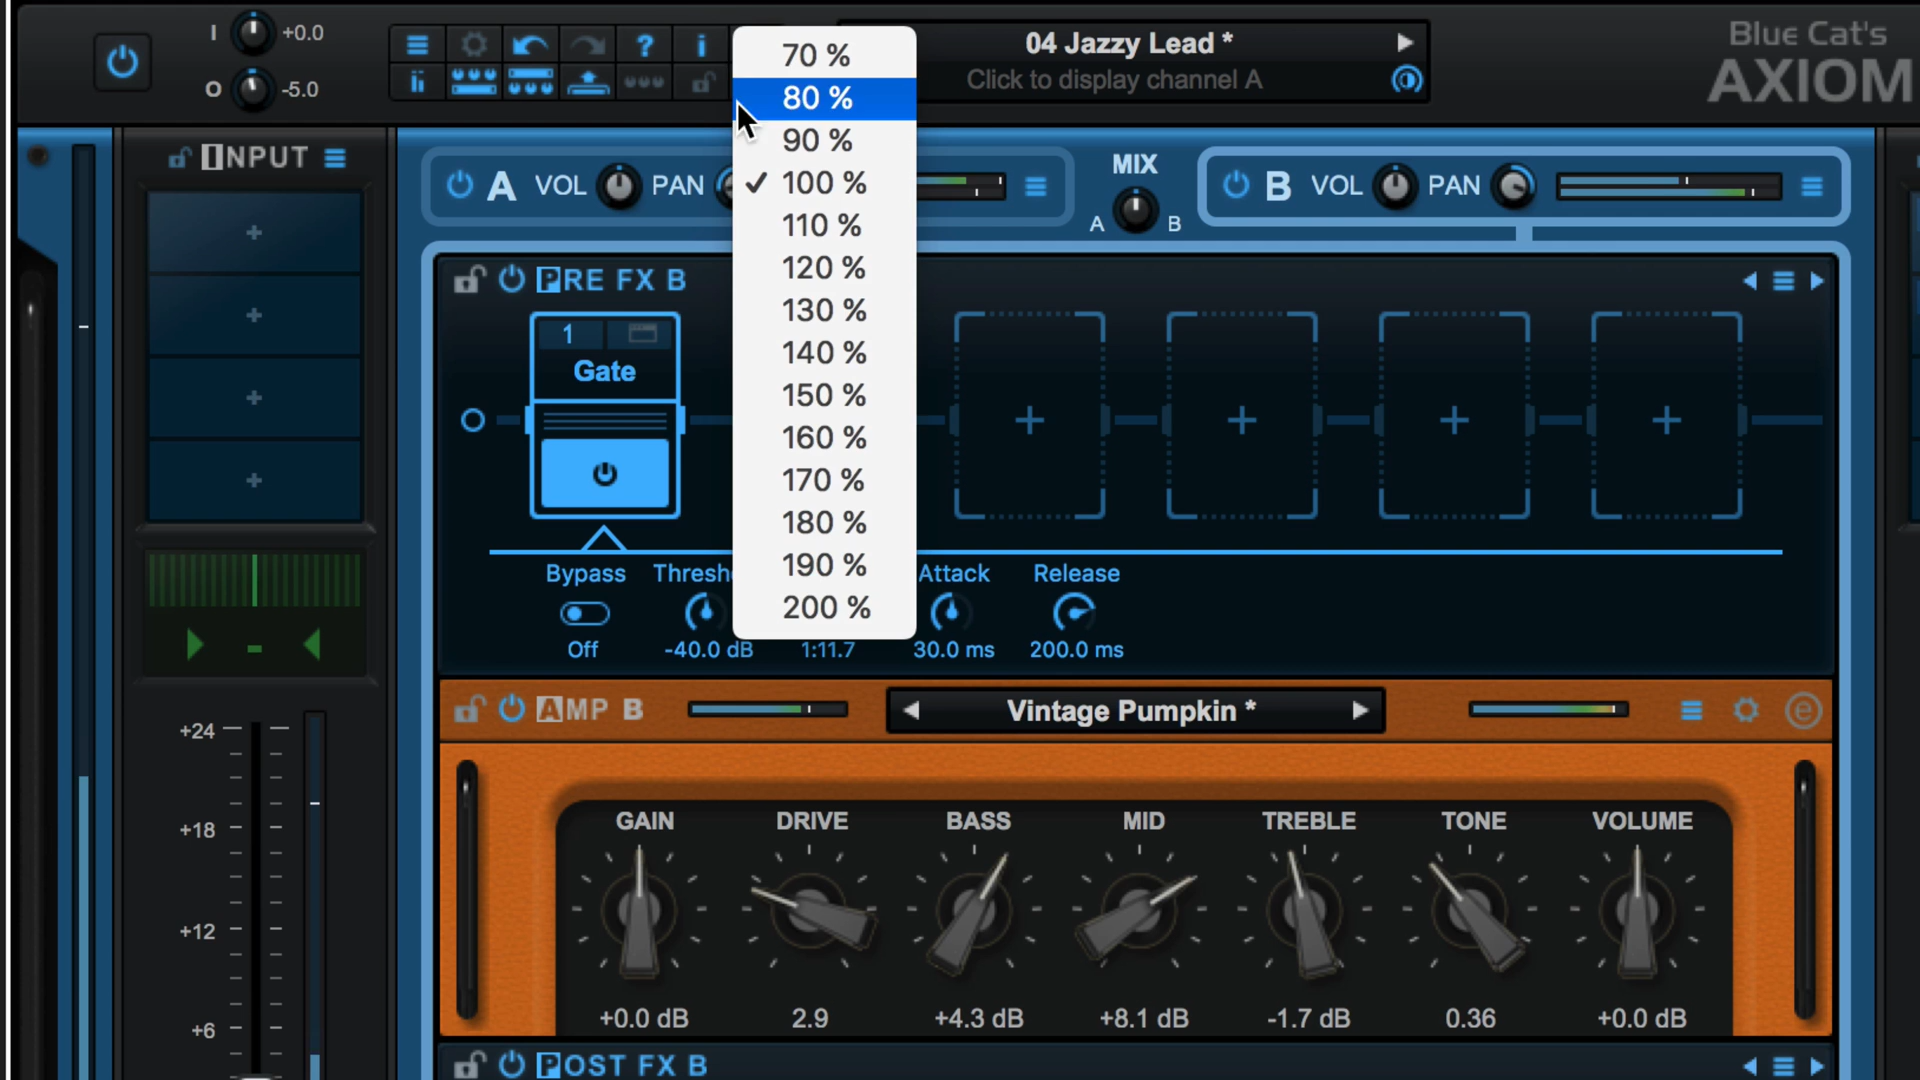 I +0.0
O -5.0
?
i
04 Jazzy Lead *
Click to display channel A
Blue Cat's
AXIOM
70 %
80 %
90 %
✓ 100 %
110 %
120 %
130 %
140 %
150 %
160 %
170 %
180 %
190 %
200 %
INPUT
+
+
+
+
-
+24
+18
+12
+6
A VOL PAN
MIX
A B
B VOL PAN
PRE FX B
1
Gate
+ + + +
Bypass Thresh Attack Release
Off -40.0 dB 1:11.7 30.0 ms 200.0 ms
AMP B
Vintage Pumpkin *
e
GAIN DRIVE BASS MID TREBLE TONE VOLUME
+0.0 dB 2.9 +4.3 dB +8.1 dB -1.7 dB 0.36 +0.0 dB
POST FX B